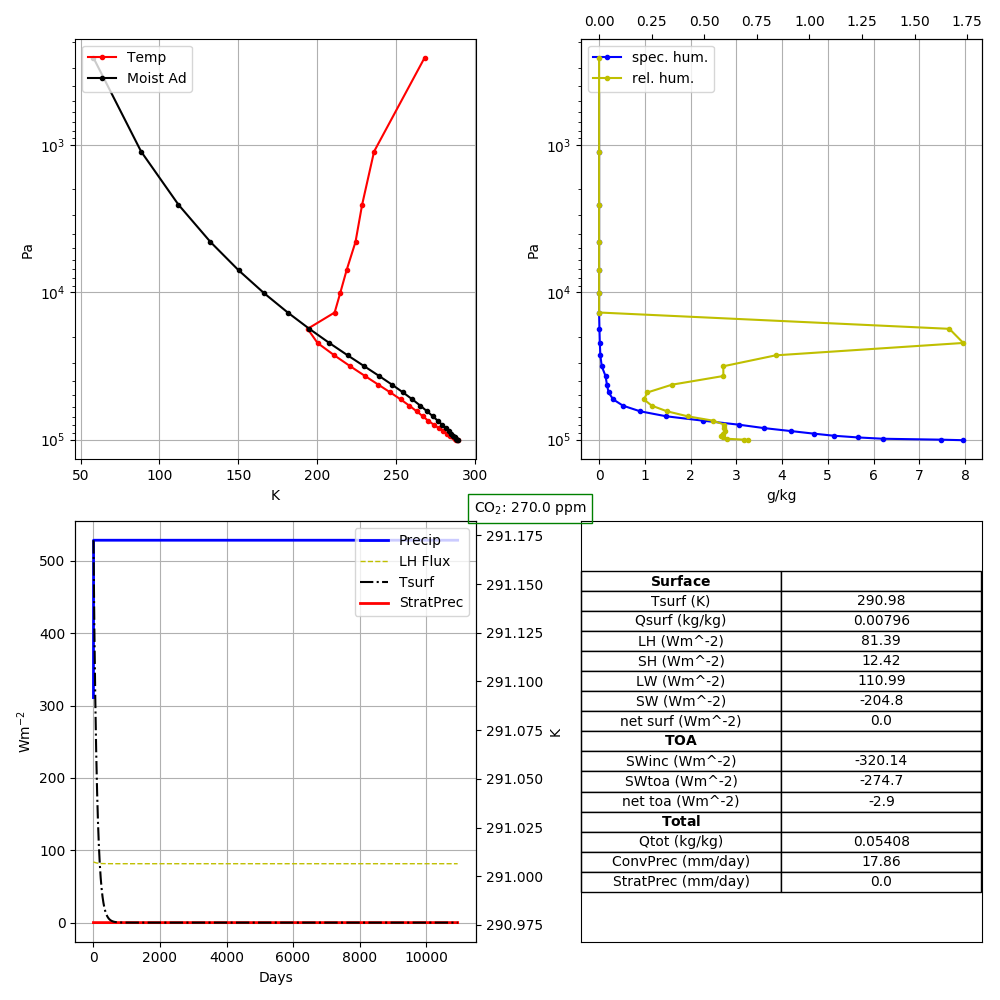 0.00 0.25 0.50 0.75 1.00 1.25 1.50 1.75
Temp
Moist Ad
spec. hum.
rel. hum.
10^3
10^4
10^5
Pa
50 100 150 200 250 300
K
10^3
10^4
10^5
Pa
0 1 2 3 4 5 6 7 8
g/kg
CO₂: 270.0 ppm
Precip
LH Flux
Tsurf
StratPrec
500
400
300
200
100
0
Wm⁻²
0 2000 4000 6000 8000 10000
Days
291.175
291.150
291.125
291.100
291.075
291.050
291.025
291.000
290.975
K
Surface
Tsurf (K) 290.98
Qsurf (kg/kg) 0.00796
LH (Wm^-2) 81.39
SH (Wm^-2) 12.42
LW (Wm^-2) 110.99
SW (Wm^-2) -204.8
net surf (Wm^-2) 0.0
TOA
SWinc (Wm^-2) -320.14
SWtoa (Wm^-2) -274.7
net toa (Wm^-2) -2.9
Total
Qtot (kg/kg) 0.05408
ConvPrec (mm/day) 17.86
StratPrec (mm/day) 0.0